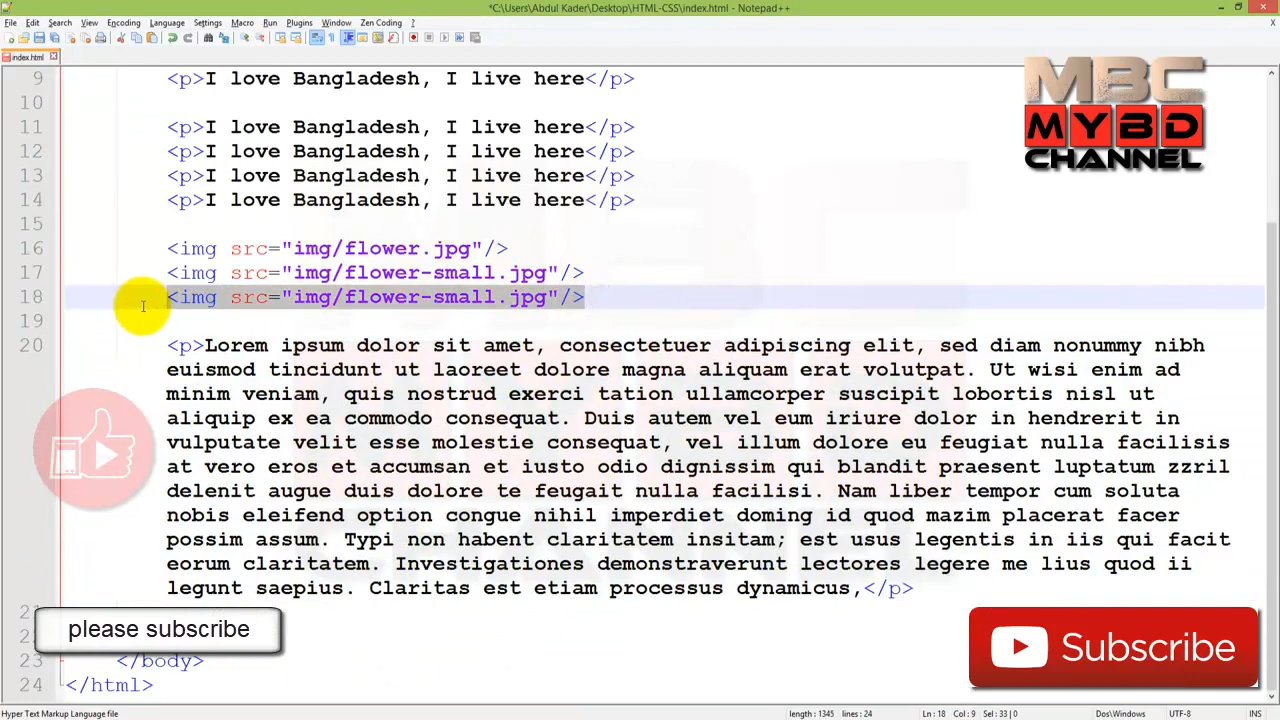 *C:\Users\Abdul Kader\Desktop\HTML-CSS\index.html - Notepad++
File Edit Search View Encoding Language Settings Macro Run Plugins Window Zen Coding ?
X
index.html
9 <p>I love Bangladesh, I live here</p>
10
11 <p>I love Bangladesh, I live here</p>
12 <p>I love Bangladesh, I live here</p>
13 <p>I love Bangladesh, I live here</p>
14 <p>I love Bangladesh, I live here</p>
15
16 <img src="img/flower.jpg"/>
17 <img src="img/flower-small.jpg"/>
18 <img src="img/flower-small.jpg"/>
19
20 <p>Lorem ipsum dolor sit amet, consectetuer adipiscing elit, sed diam nonummy nibh
euismod tincidunt ut laoreet dolore magna aliquam erat volutpat. Ut wisi enim ad
minim veniam, quis nostrud exerci tation ullamcorper suscipit lobortis nisl ut
aliquip ex ea commodo consequat. Duis autem vel eum iriure dolor in hendrerit in
vulputate velit esse molestie consequat, vel illum dolore eu feugiat nulla facilisis
at vero eros et accumsan et iusto odio dignissim qui blandit praesent luptatum zzril
delenit augue duis dolore te feugait nulla facilisi. Nam liber tempor cum soluta
nobis eleifend option congue nihil imperdiet doming id quod mazim placerat facer
possim assum. Typi non habent claritatem insitam; est usus legentis in iis qui facit
eorum claritatem. Investigationes demonstraverunt lectores legere me lius quod ii
legunt saepius. Claritas est etiam processus dynamicus,</p>
23 </body>
24 </html>
MBC
MYBD
CHANNEL
please subscribe
Subscribe
Hyper Text Markup Language file length : 1345 lines : 24 Ln : 18 Col : 9 Sel : 33 | 0 Dos\Windows UTF-8 INS